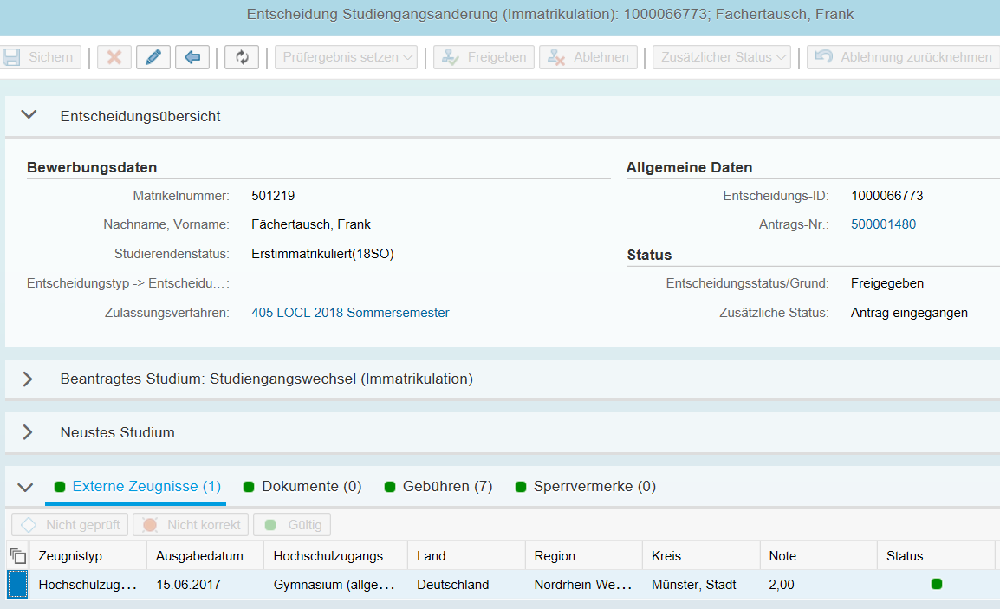 Entscheidung Studiengangsänderung (Immatrikulation): 1000066773; Fächertausch, Frank
Sichern Prüfergebnis setzen Freigeben Ablehnen Zusätzlicher Status Ablehnung zurücknehmen
Entscheidungsübersicht
Bewerbungsdaten
Matrikelnummer: 501219
Nachname, Vorname: Fächertausch, Frank
Studierendenstatus: Erstimmatrikuliert(18SO)
Entscheidungstyp -> Entscheidu...:
Zulassungsverfahren: 405 LOCL 2018 Sommersemester
Allgemeine Daten
Entscheidungs-ID: 1000066773
Antrags-Nr.: 500001480
Status
Entscheidungsstatus/Grund: Freigegeben
Zusätzliche Status: Antrag eingegangen
Beantragtes Studium: Studiengangswechsel (Immatrikulation)
Neustes Studium
Externe Zeugnisse (1) Dokumente (0) Gebühren (7) Sperrvermerke (0)
Nicht geprüft Nicht korrekt Gültig
Zeugnistyp Ausgabedatum Hochschulzugangs... Land Region Kreis Note Status
Hochschulzug... 15.06.2017 Gymnasium (allge... Deutschland Nordrhein-We... Münster, Stadt 2,00